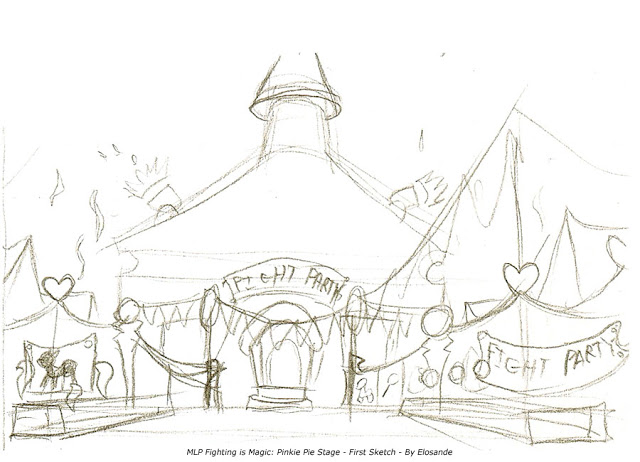 FIGHT PARTY
FIGHT PARTY
MLP Fighting is Magic: Pinkie Pie Stage - First Sketch - By Elosande